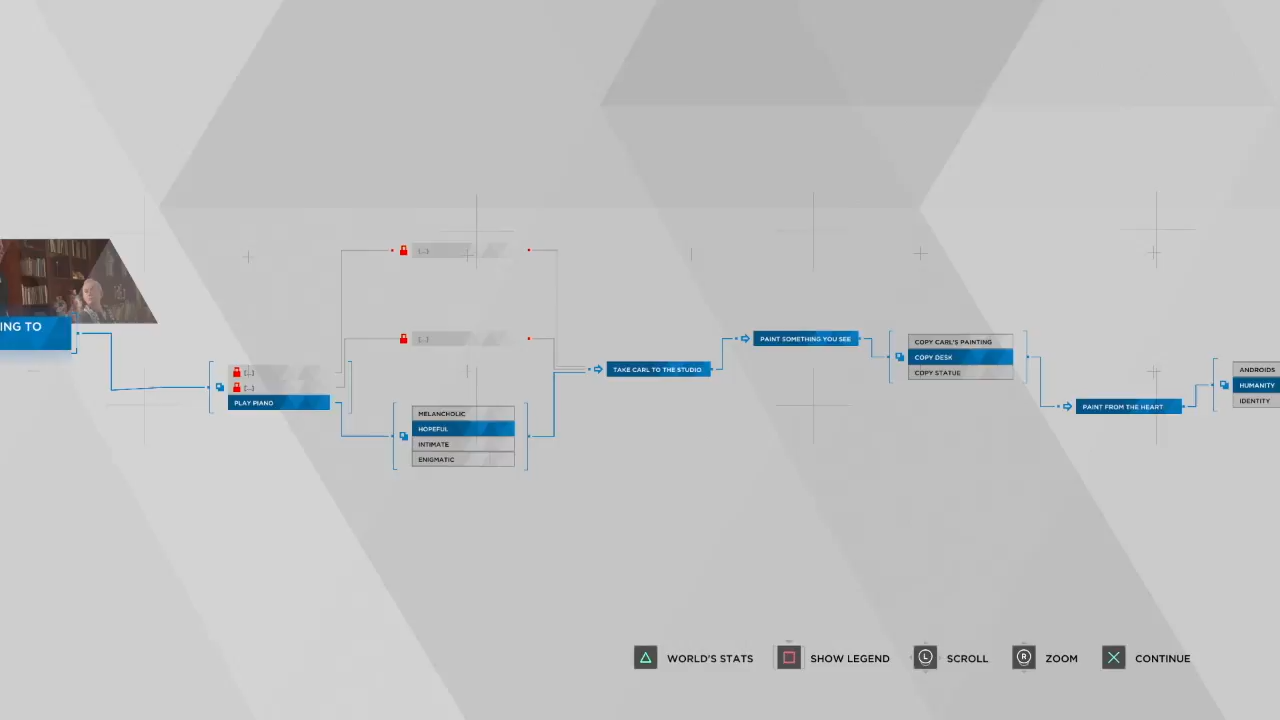 ING TO
[...]
[...]
PLAY PIANO
[...]
[...]
MELANCHOLIC
HOPEFUL
INTIMATE
ENIGMATIC
TAKE CARL TO THE STUDIO
PAINT SOMETHING YOU SEE
COPY CARL'S PAINTING
COPY DESK
COPY STATUE
PAINT FROM THE HEART
ANDROIDS
HUMANITY
IDENTITY
WORLD'S STATS
SHOW LEGEND
L SCROLL
R ZOOM
CONTINUE